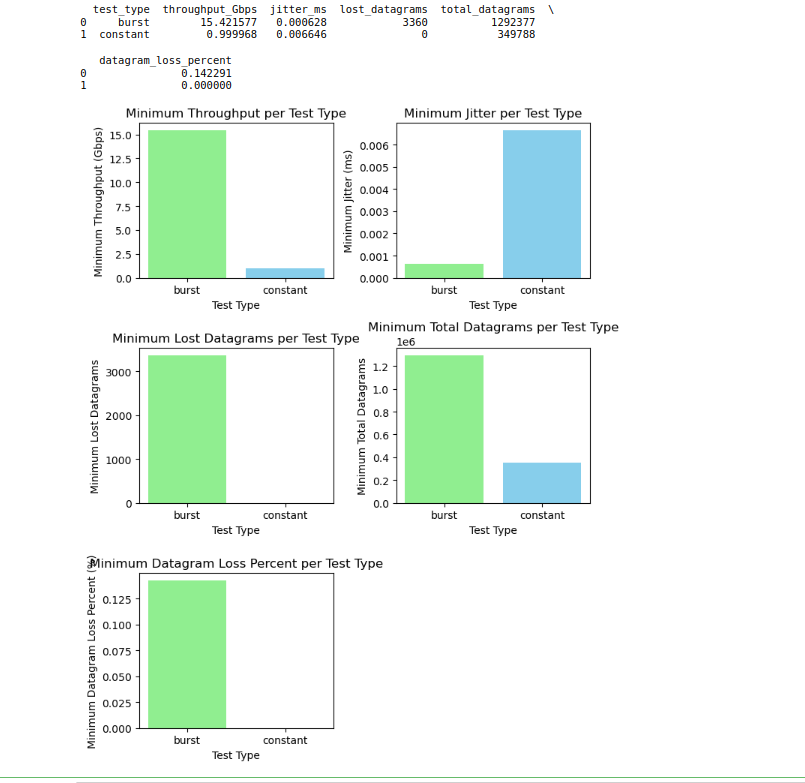 test_type throughput_Gbps jitter_ms lost_datagrams total_datagrams \
0 burst 15.421577 0.000628 3360 1292377
1 constant 0.999968 0.006646 0 349788
datagram_loss_percent
0 0.142291
1 0.000000
Minimum Throughput per Test Type
Minimum Throughput (Gbps)
15.0
12.5
10.0
7.5
5.0
2.5
0.0
burst constant
Test Type
Minimum Jitter per Test Type
Minimum Jitter (ms)
0.006
0.005
0.004
0.003
0.002
0.001
0.000
burst constant
Test Type
Minimum Lost Datagrams per Test Type
Minimum Lost Datagrams
3000
2000
1000
0
burst constant
Test Type
Minimum Total Datagrams per Test Type
1e6
Minimum Total Datagrams
1.2
1.0
0.8
0.6
0.4
0.2
0.0
burst constant
Test Type
Minimum Datagram Loss Percent per Test Type
Minimum Datagram Loss Percent (%)
0.125
0.100
0.075
0.050
0.025
0.000
burst constant
Test Type